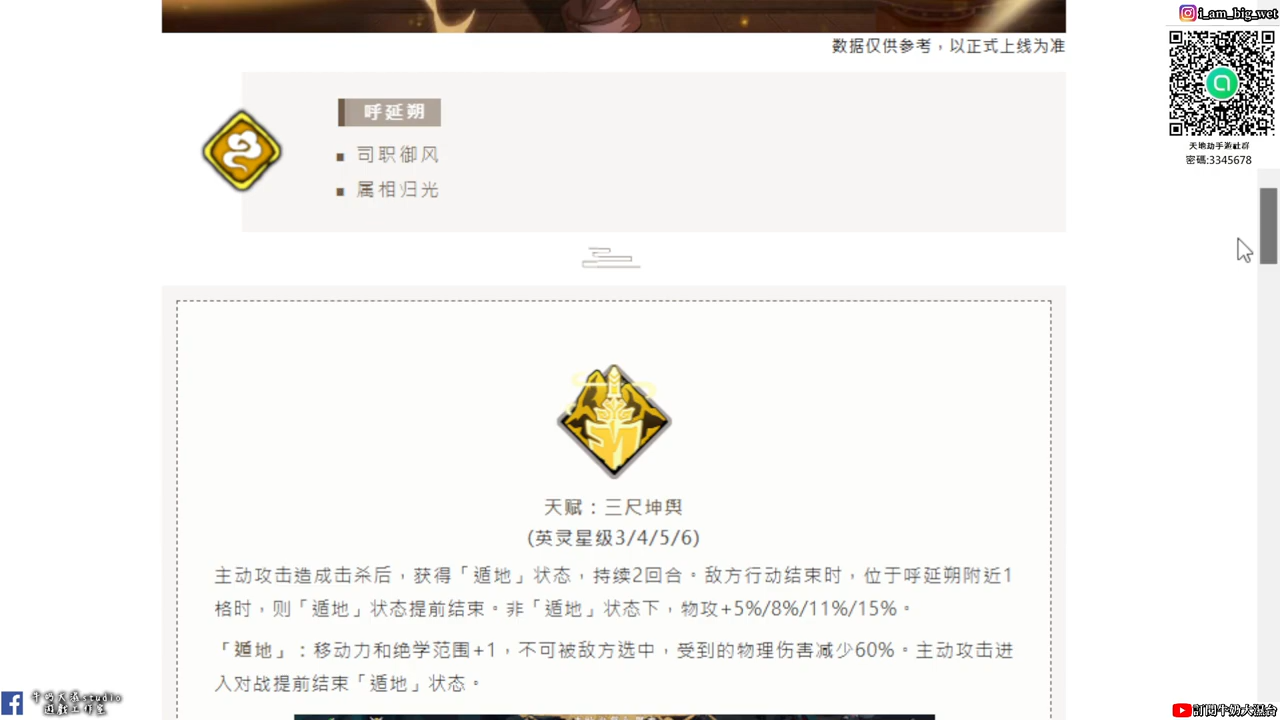 i_am_big_wet
数据仅供参考，以正式上线为准
呼延朔
司职御风
属相归光
天地劫手遊社群
密碼:3345678
天赋：三尺坤舆
(英灵星级3/4/5/6)
主动攻击造成击杀后，获得「遁地」状态，持续2回合。敌方行动结束时，位于呼延朔附近1
格时，则「遁地」状态提前结束。非「遁地」状态下，物攻+5%/8%/11%/15%。
「遁地」：移动力和绝学范围+1，不可被敌方选中，受到的物理伤害减少60%。主动攻击进
入对战提前结束「遁地」状态。
牛奶大濕studio
遊戲工作室
訂閱牛奶大濕台